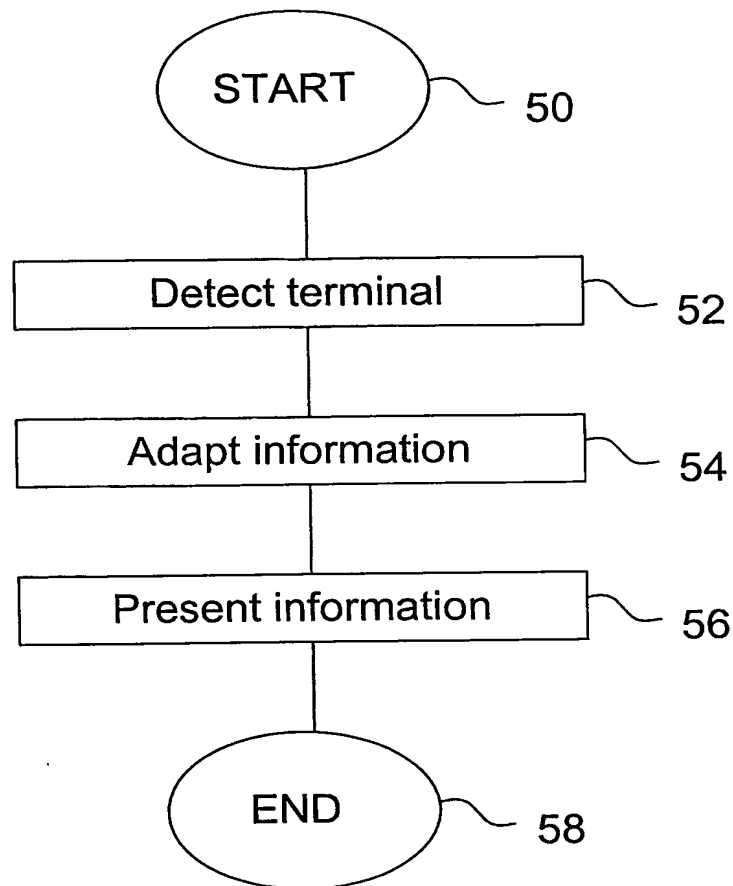 START
50
Detect terminal
52
Adapt information
54
Present information
56
END
58